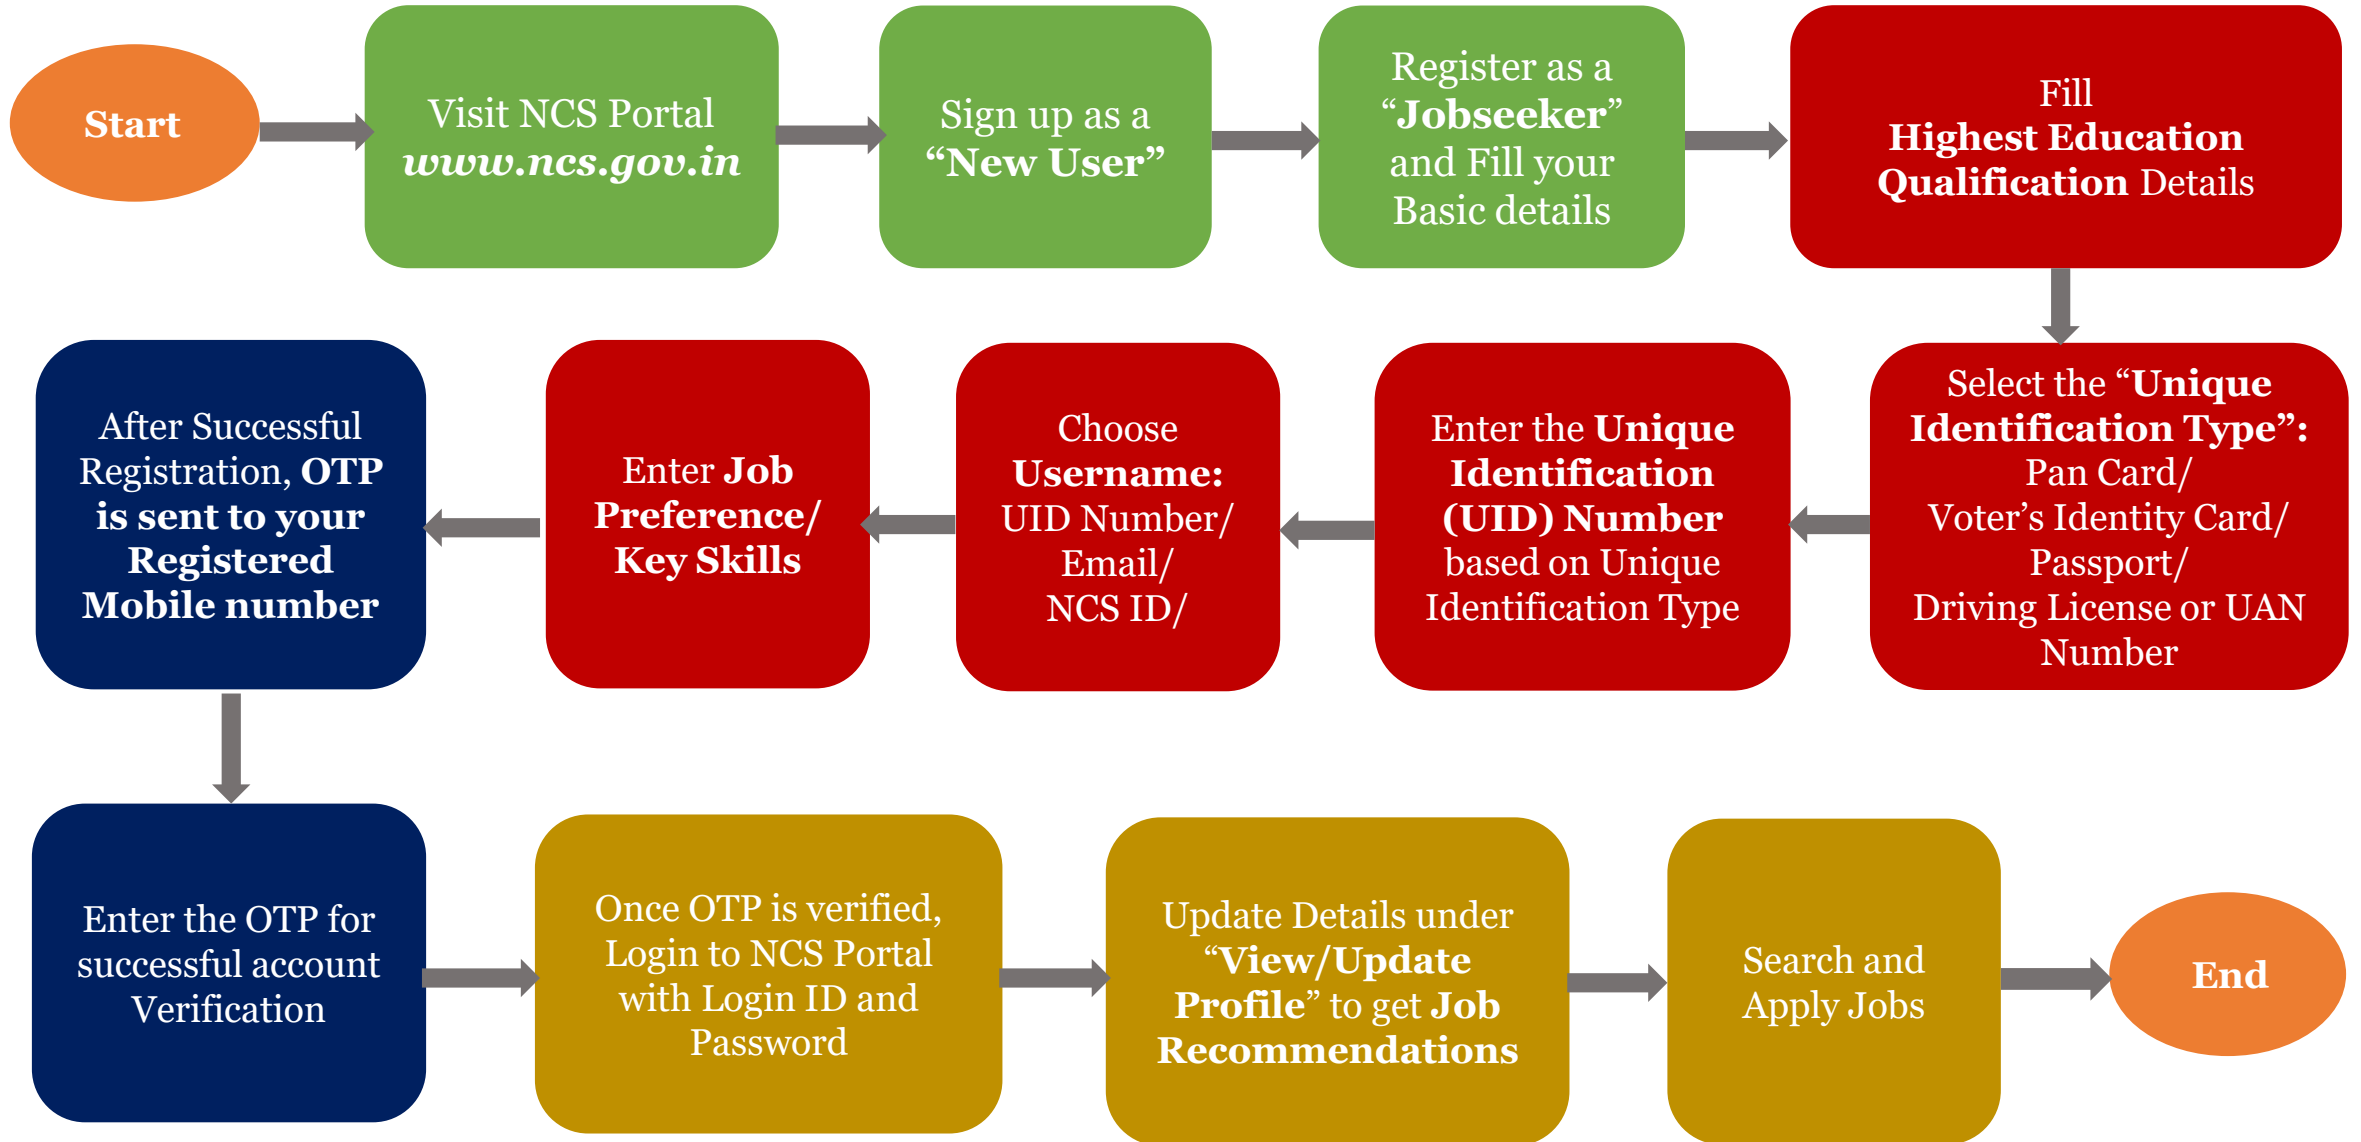 Start
Visit NCS Portal
www.ncs.gov.in
Sign up as a
“New User”
Register as a
“Jobseeker”
and Fill your
Basic details
Fill
Highest Education
Qualification Details
Select the “Unique
Identification Type”:
Pan Card/
Voter’s Identity Card/
Passport/
Driving License or UAN
Number
Enter the Unique
Identification
(UID) Number
based on Unique
Identification Type
Choose
Username:
UID Number/
Email/
NCS ID/
Enter Job
Preference/
Key Skills
After Successful
Registration, OTP
is sent to your
Registered
Mobile number
Enter the OTP for
successful account
Verification
Once OTP is verified,
Login to NCS Portal
with Login ID and
Password
Update Details under
“View/Update
Profile” to get Job
Recommendations
Search and
Apply Jobs
End